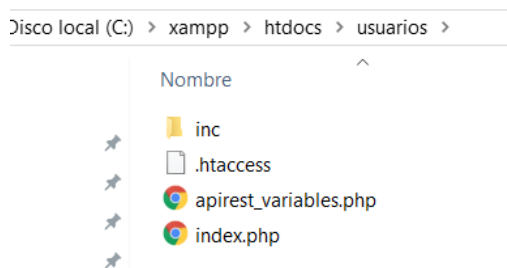 Disco local (C:) > xampp > htdocs > usuarios >
Nombre
inc
.htaccess
apirest_variables.php
index.php